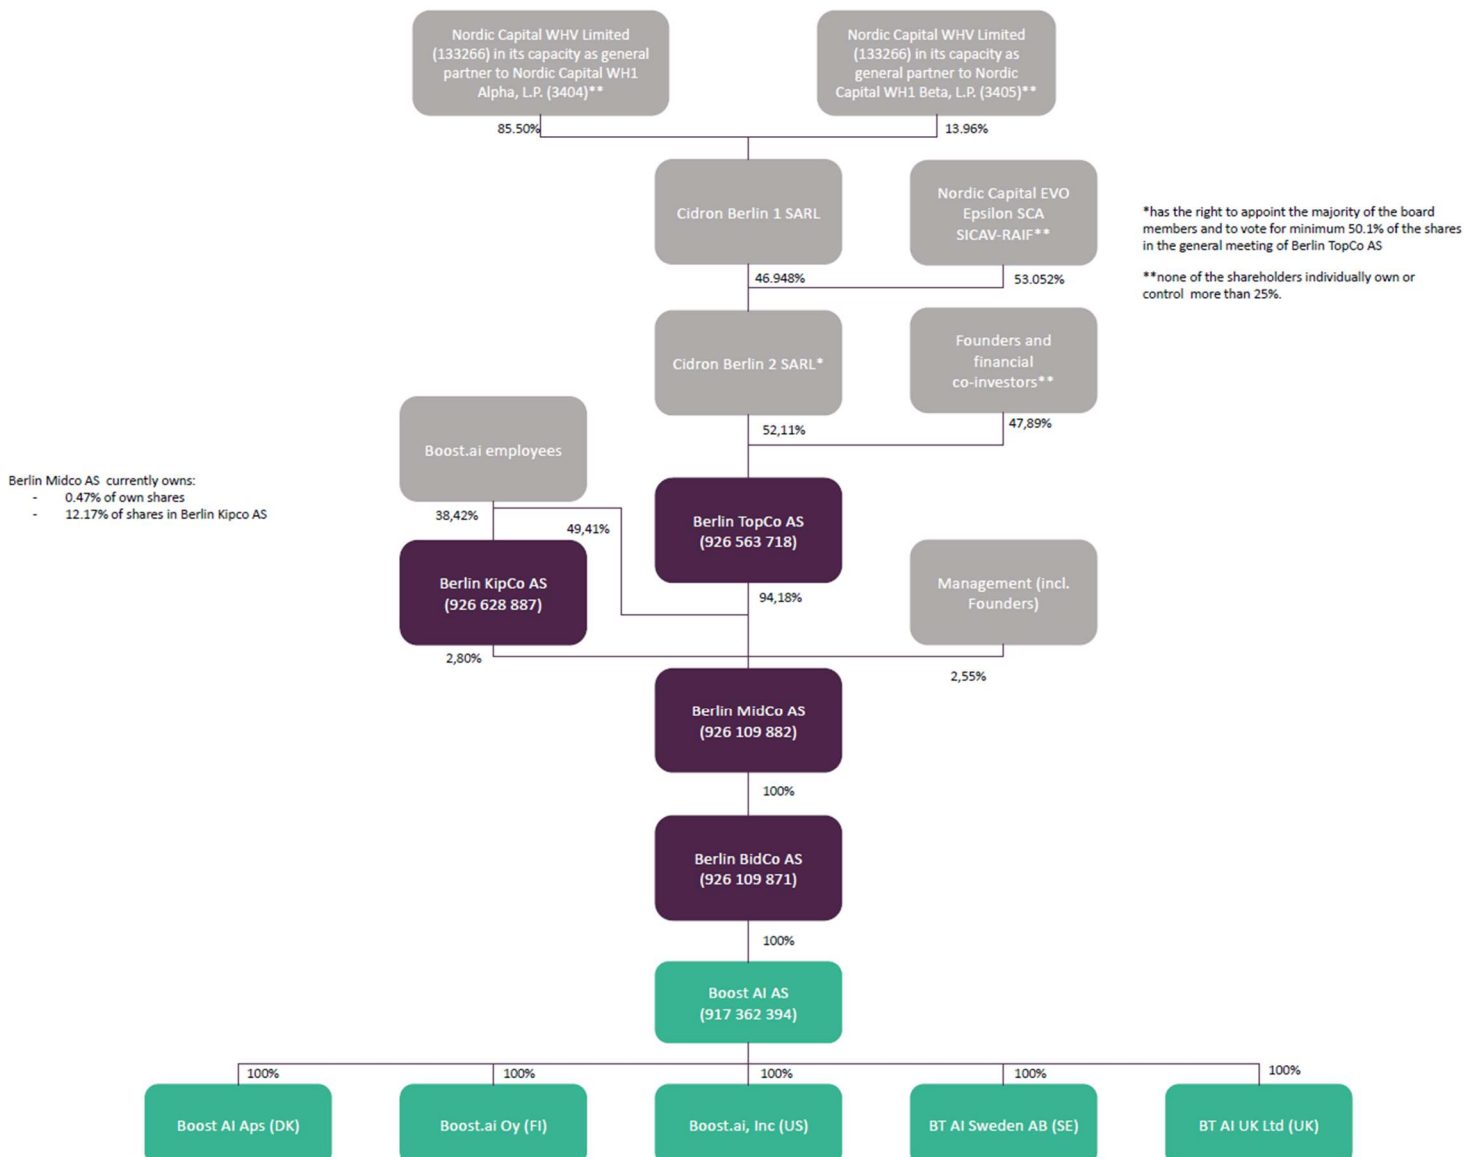 Nordic Capital WHV Limited
(133266) in its capacity as general
partner to Nordic Capital WH1
Alpha, L.P. (3404)**
Nordic Capital WHV Limited
(133266) in its capacity as
general partner to Nordic
Capital WH1 Beta, L.P. (3405)**
85.50%
13.96%
Cidron Berlin 1 SARL
Nordic Capital EVO
Epsilon SCA
SICAV-RAIF**
*has the right to appoint the majority of the board
members and to vote for minimum 50.1% of the shares
in the general meeting of Berlin TopCo AS
**none of the shareholders individually own or
control more than 25%.
46.948%
53.052%
Cidron Berlin 2 SARL*
Founders and
financial
co-investors**
52,11%
47,89%
Boost.ai employees
Berlin Midco AS currently owns:
- 0.47% of own shares
- 12.17% of shares in Berlin Kipco AS
38,42%
49,41%
Berlin TopCo AS
(926 563 718)
Berlin KipCo AS
(926 628 887)
Management (incl.
Founders)
94,18%
2,80%
2,55%
Berlin MidCo AS
(926 109 882)
100%
Berlin BidCo AS
(926 109 871)
100%
Boost AI AS
(917 362 394)
100%
100%
100%
100%
100%
Boost AI Aps (DK)
Boost.ai Oy (FI)
Boost.ai, Inc (US)
BT AI Sweden AB (SE)
BT AI UK Ltd (UK)